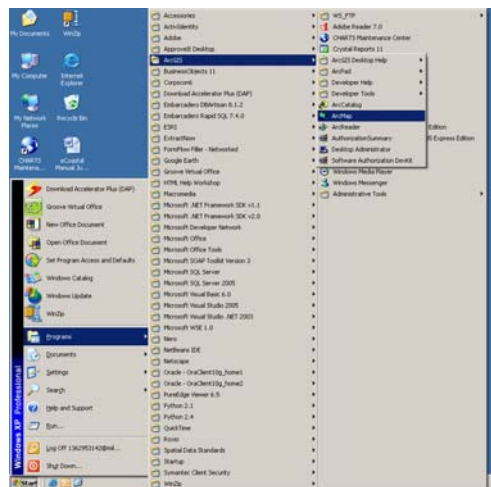 My Documents
WinZip
My Computer
Internet
Explorer
My Network
Places
Recycle Bin
CHARTS
Maintena...
eCoastal
Manual Ju...
Download Accelerator Plus (DAP)
Groove Virtual Office
New Office Document
Open Office Document
Set Program Access and Defaults
Windows Catalog
Windows Update
WinZip
Programs
Documents
Settings
Search
Help and Support
Run...
Shut Down...
Windows XP Professional
Start
Accessories
ActivIdentity
Adobe
ApproveIt Desktop
ArcGIS
BusinessObjects 11
Corpscon6
Download Accelerator Plus (DAP)
Embarcadero DBArtisan 8.1.2
Embarcadero Rapid SQL 7.4.0
ESRI
ExtractNow
FormFlow Filler - Networked
Google Earth
Groove Virtual Office
HTML Help Workshop
Macromedia
Microsoft .NET Framework SDK v1.1
Microsoft .NET Framework SDK v2.0
Microsoft Developer Network
Microsoft Office
Microsoft Office Tools
Microsoft SOAP Toolkit Version 3
Microsoft SQL Server
Microsoft SQL Server 2005
Microsoft Visual Basic 6.0
Microsoft Visual Studio 2005
Microsoft Visual Studio .NET 2003
Microsoft WSE 1.0
Nero
NetBeans IDE
Netscape
Oracle - OraClient10g_home1
Oracle - OraClient10g_home2
PureEdge Viewer 6.5
Python 2.1
Python 2.4
QuickTime
Roxio
Spatial Data Standards
Startup
Symantec Client Security
WinZip
WS_FTP
Adobe Reader 7.0
CHARTS Maintenance Center
Crystal Reports 11
Edition
Express Edition
Windows Media Player
Windows Messenger
Administrative Tools
ArcGIS Desktop Help
ArcPad
Developer Help
Developer Tools
ArcCatalog
ArcMap
ArcReader
AuthorizationSummary
Desktop Administrator
Software Authorization DevKit